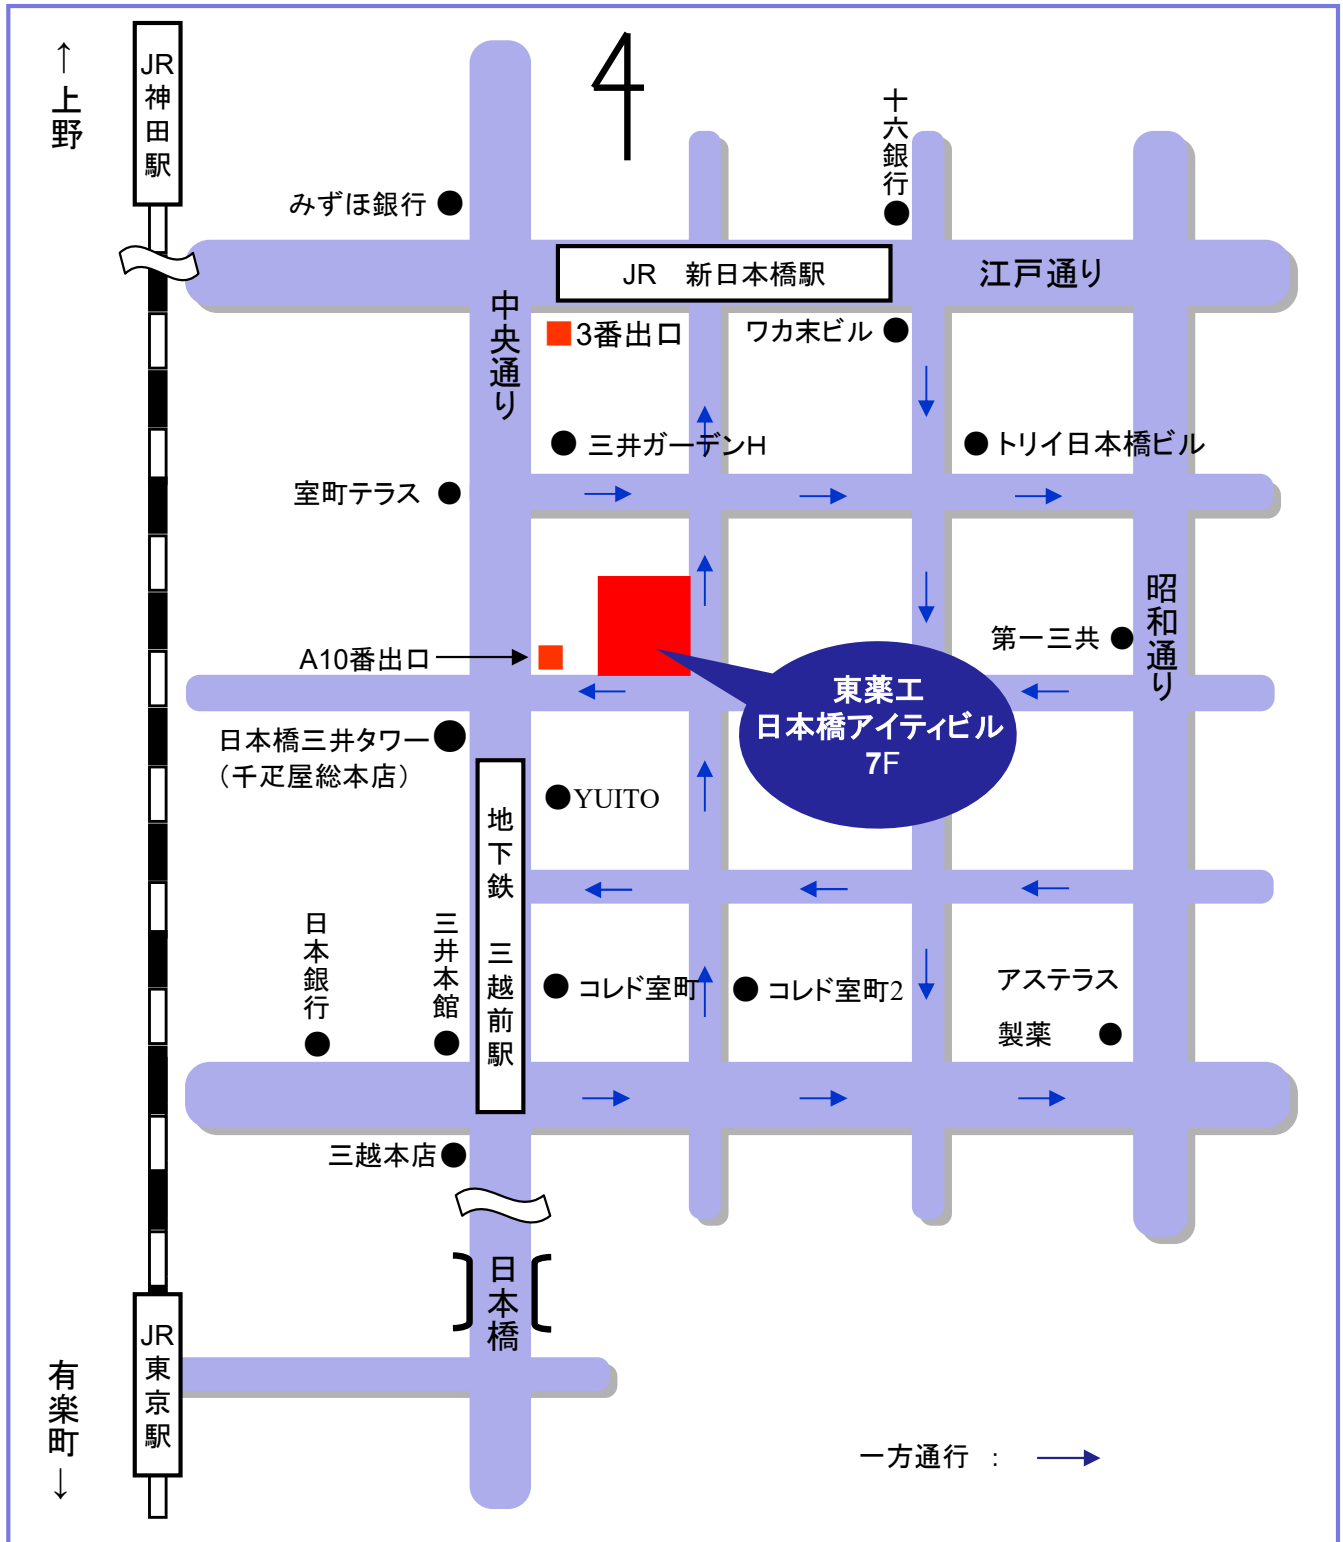 ↑上野
JR神田駅
十六銀行
みずほ銀行
JR 新日本橋駅
江戸通り
中央通り
3番出口
ワカ末ビル
三井ガーデンH
トリイ日本橋ビル
室町テラス
昭和通り
第一三共
A10番出口
東薬工
日本橋アイティビル
7F
日本橋三井タワー
（千疋屋総本店）
YUITO
地下鉄 三越前駅
日本銀行
三井本館
コレド室町
コレド室町2
アステラス
製薬
三越本店
日本橋
JR東京駅
有楽町↓
一方通行 : →